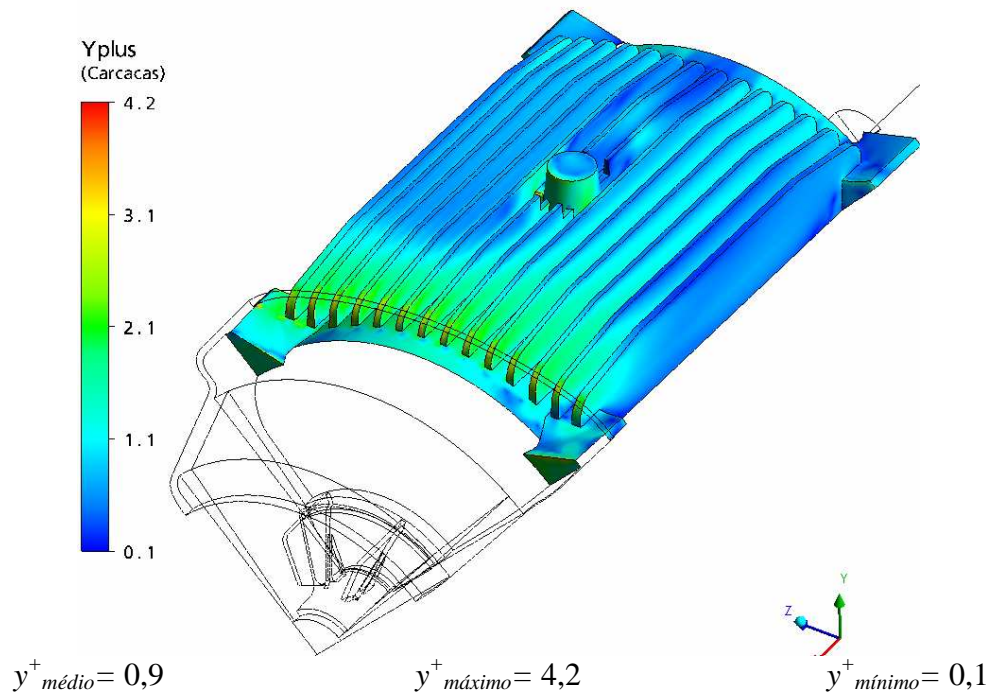 Yplus
(Carcacas)
4.2
3.1
2.1
1.1
0.1
Y
Z
y⁺médio= 0,9 y⁺máximo= 4,2 y⁺mínimo= 0,1